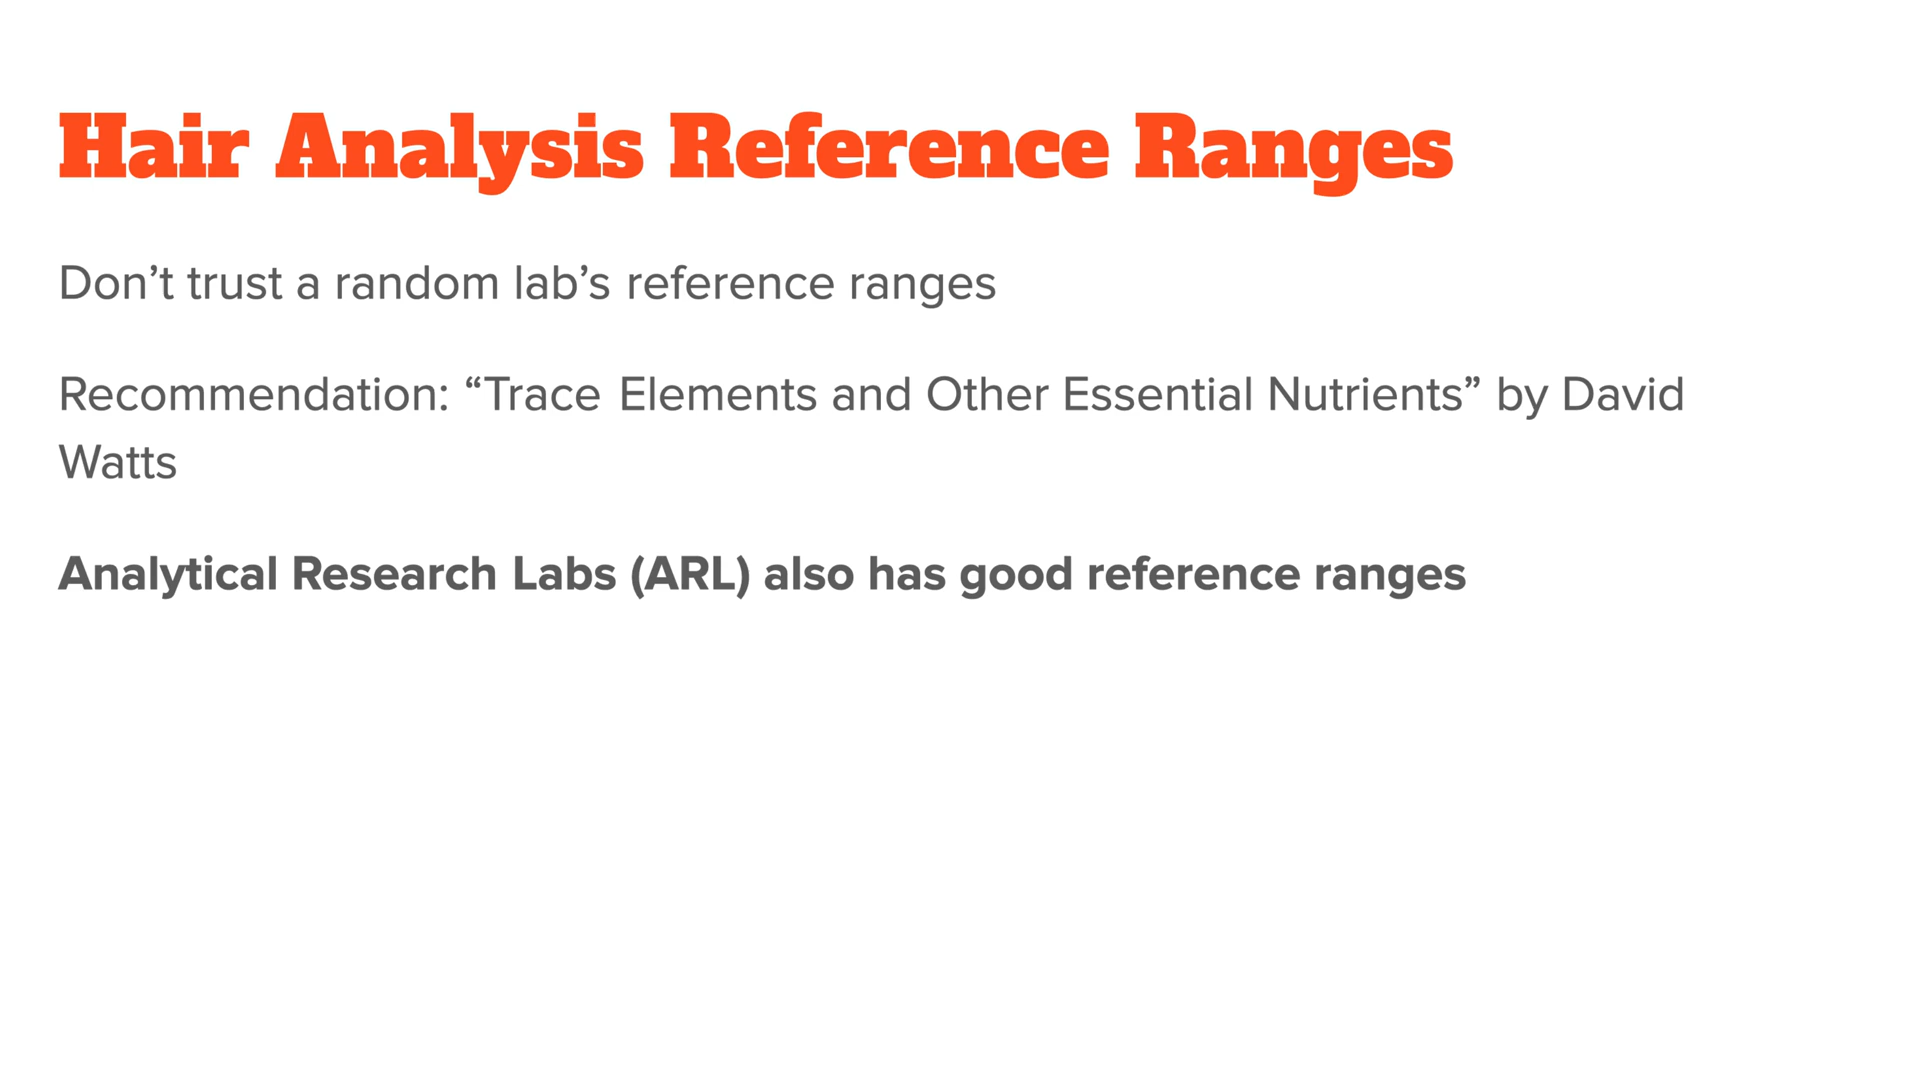 Hair Analysis Reference Ranges
Don’t trust a random lab’s reference ranges
Recommendation: “Trace Elements and Other Essential Nutrients” by David
Watts
Analytical Research Labs (ARL) also has good reference ranges